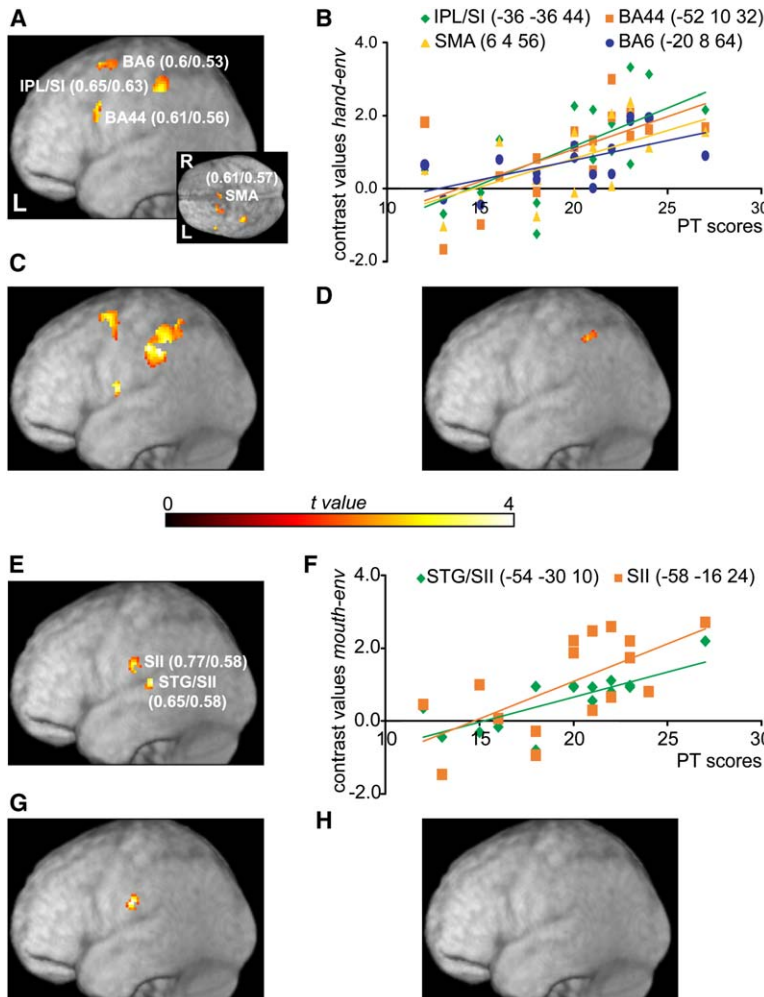 A
BA6 (0.6/0.53)
IPL/SI (0.65/0.63)
BA44 (0.61/0.56)
R
(0.61/0.57)
SMA
L
L
B
IPL/SI (-36 -36 44) BA44 (-52 10 32)
SMA (6 4 56) BA6 (-20 8 64)
contrast values hand-env
4.0
2.0
0.0
-2.0
10 15 20 25 30
PT scores
C
D
0 t value 4
E
SII (0.77/0.58)
STG/SII
(0.65/0.58)
F
STG/SII (-54 -30 10) SII (-58 -16 24)
contrast values mouth-env
4.0
2.0
0.0
-2.0
10 15 20 25 30
PT scores
G
H